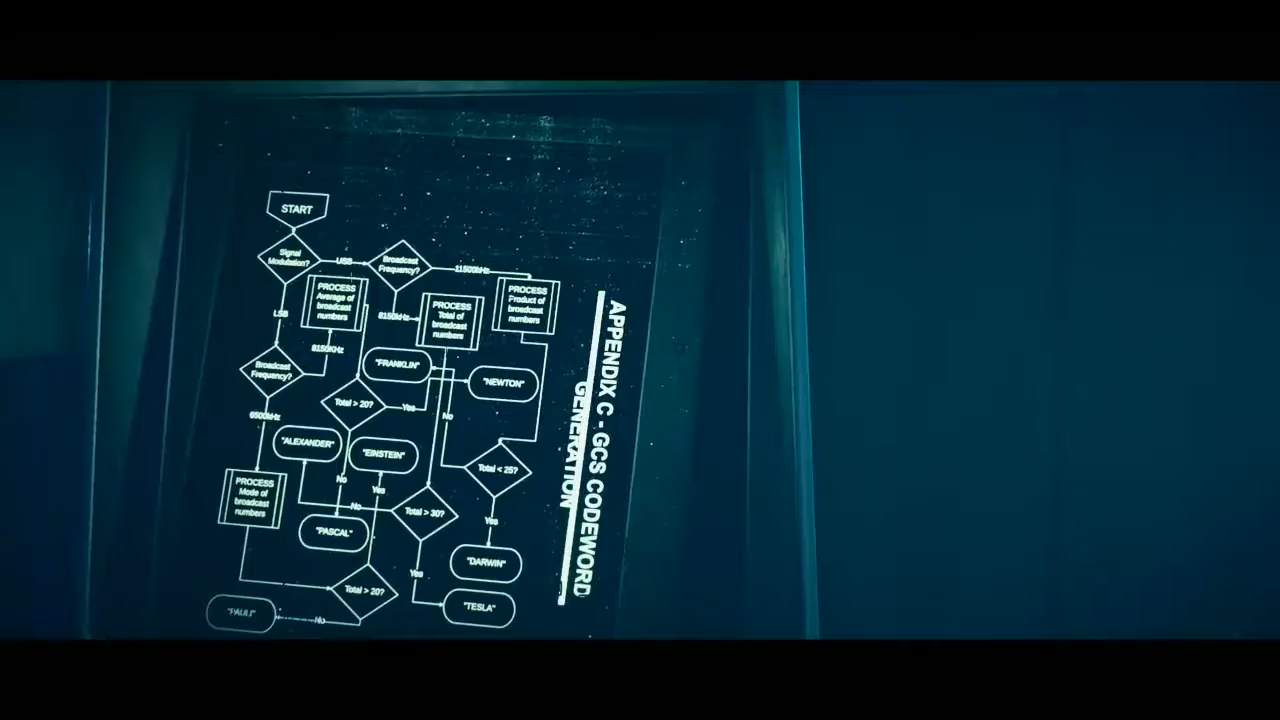 START
Signal
Modulation?
USB
Broadcast
Frequency?
11500kHz
PROCESS
Average of
broadcast
numbers
PROCESS
Total of
broadcast
numbers
PROCESS
Product of
broadcast
numbers
LSB
8150kHz
8150KHz
Broadcast
Frequency?
"FRANKLIN"
"NEWTON"
Total > 20?
Yes
No
6500kHz
"ALEXANDER"
"EINSTEIN"
Total < 25?
PROCESS
Mode of
broadcast
numbers
No
Yes
No
Total > 30?
Yes
"PASCAL"
"DARWIN"
Yes
Total > 20?
"TESLA"
"PAULI"
No
APPENDIX C - GCS CODEWORD
GENERATION